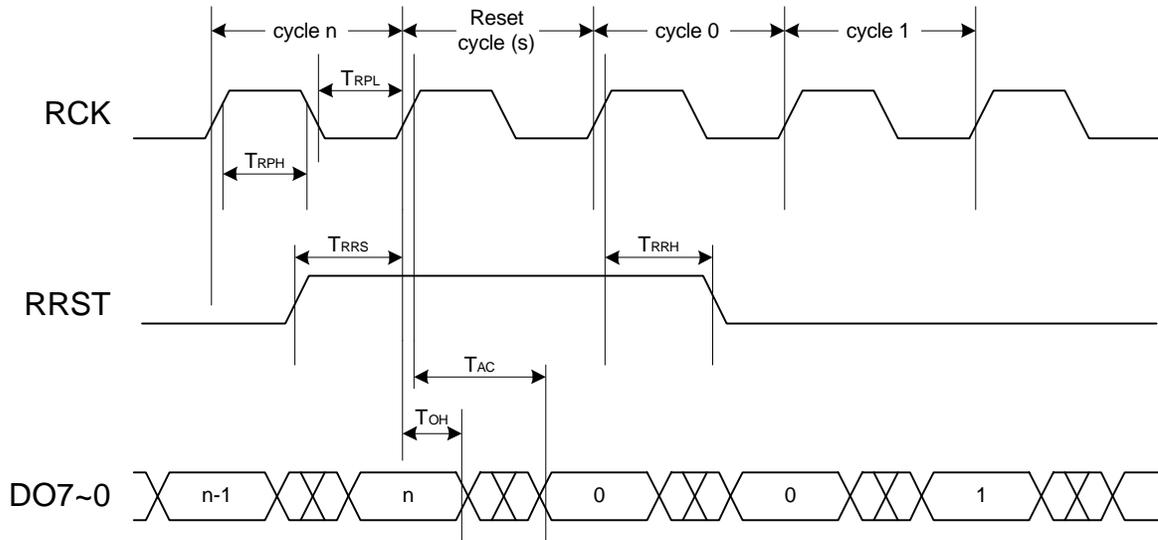 cycle n Reset cycle (s) cycle 0 cycle 1
TRPL
RCK
TRPH
TRRS TRRH
RRST
TAC
TOH
DO7~0 n-1 n 0 0 1